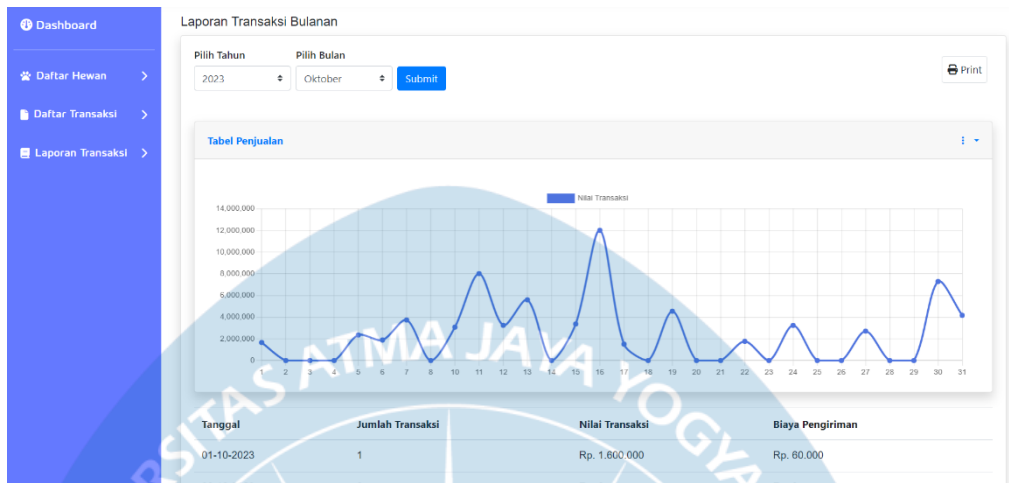 Dashboard
Laporan Transaksi Bulanan
Pilih Tahun
Pilih Bulan
2023
Oktober
Submit
Print
Daftar Hewan
Daftar Transaksi
Laporan Transaksi
Tabel Penjualan
Nilai Transaksi
14,000,000
12,000,000
10,000,000
8,000,000
6,000,000
4,000,000
2,000,000
0
1 2 3 4 5 6 7 8 9 10 11 12 13 14 15 16 17 18 19 20 21 22 23 24 25 26 27 28 29 30 31
ATMA JAYA
Tanggal Jumlah Transaksi Nilai Transaksi Biaya Pengiriman
01-10-2023 1 Rp. 1.600.000 Rp. 60.000